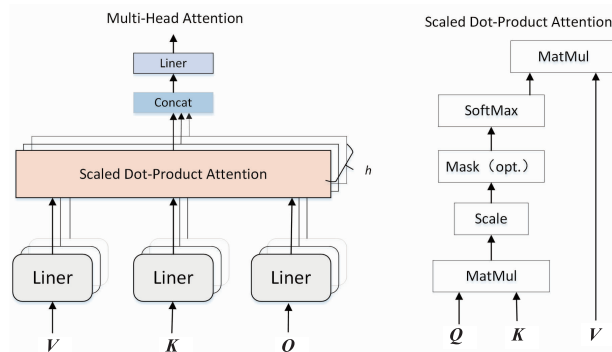 Multi-Head Attention
Liner
Concat
Scaled Dot-Product Attention
h
Liner
Liner
Liner
V
K
Q
Scaled Dot-Product Attention
MatMul
SoftMax
Mask（opt.）
Scale
MatMul
Q
K
V